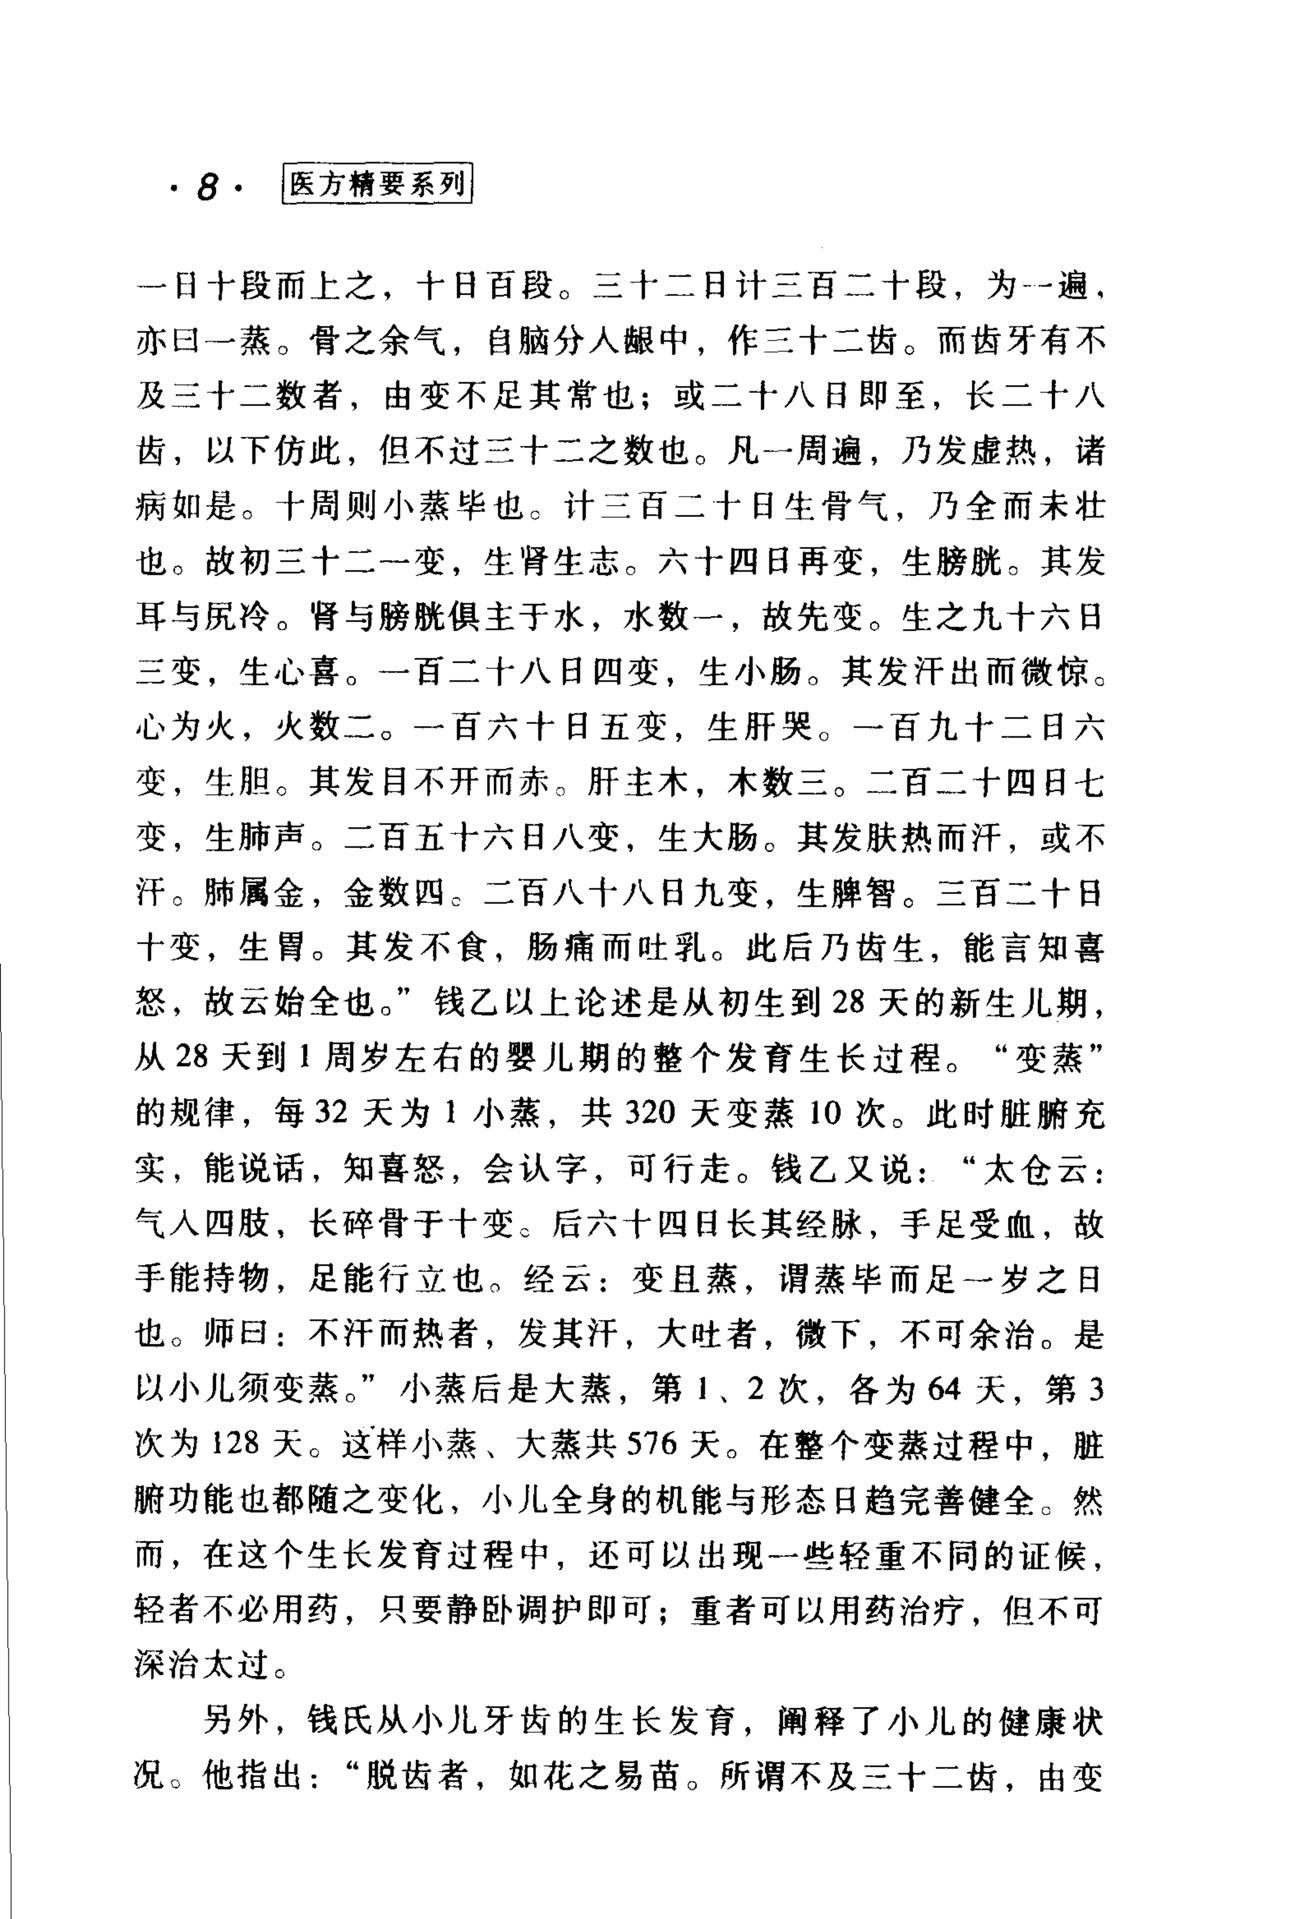 ·8· 医方精要系列
一日十段而上之，十日百段。三十二日计三百二十段，为一遍，
亦曰一蒸。骨之余气，自脑分入龈中，作三十二齿。而齿牙有不
及三十二数者，由变不足其常也；或二十八日即至，长二十八
齿，以下仿此，但不过三十二之数也。凡一周遍，乃发虚热，诸
病如是。十周则小蒸毕也。计三百二十日生骨气，乃全而未壮
也。故初三十二一变，生肾生志。六十四日再变，生膀胱。其发
耳与尻冷。肾与膀胱俱主于水，水数一，故先变。生之九十六日
三变，生心喜。一百二十八日四变，生小肠。其发汗出而微惊。
心为火，火数二。一百六十日五变，生肝哭。一百九十二日六
变，生胆。其发目不开而赤。肝主木，木数三。二百二十四日七
变，生肺声。二百五十六日八变，生大肠。其发肤热而汗，或不
汗。肺属金，金数四。二百八十八日九变，生脾智。三百二十日
十变，生胃。其发不食，肠痛而吐乳。此后乃齿生，能言知喜
怒，故云始全也。”钱乙以上论述是从初生到 28 天的新生儿期，
从 28 天到 1 周岁左右的婴儿期的整个发育生长过程。“变蒸”
的规律，每 32 天为 1 小蒸，共 320 天变蒸 10 次。此时脏腑充
实，能说话，知喜怒，会认字，可行走。钱乙又说：“太仓云：
气入四肢，长碎骨于十变。后六十四日长其经脉，手足受血，故
手能持物，足能行立也。经云：变且蒸，谓蒸毕而足一岁之日
也。师曰：不汗而热者，发其汗，大吐者，微下，不可余治。是
以小儿须变蒸。”小蒸后是大蒸，第 1、2 次，各为 64 天，第 3
次为 128 天。这样小蒸、大蒸共 576 天。在整个变蒸过程中，脏
腑功能也都随之变化，小儿全身的机能与形态日趋完善健全。然
而，在这个生长发育过程中，还可以出现一些轻重不同的证候，
轻者不必用药，只要静卧调护即可；重者可以用药治疗，但不可
深治太过。
另外，钱氏从小儿牙齿的生长发育，阐释了小儿的健康状
况。他指出：“脱齿者，如花之易苗。所谓不及三十二齿，由变